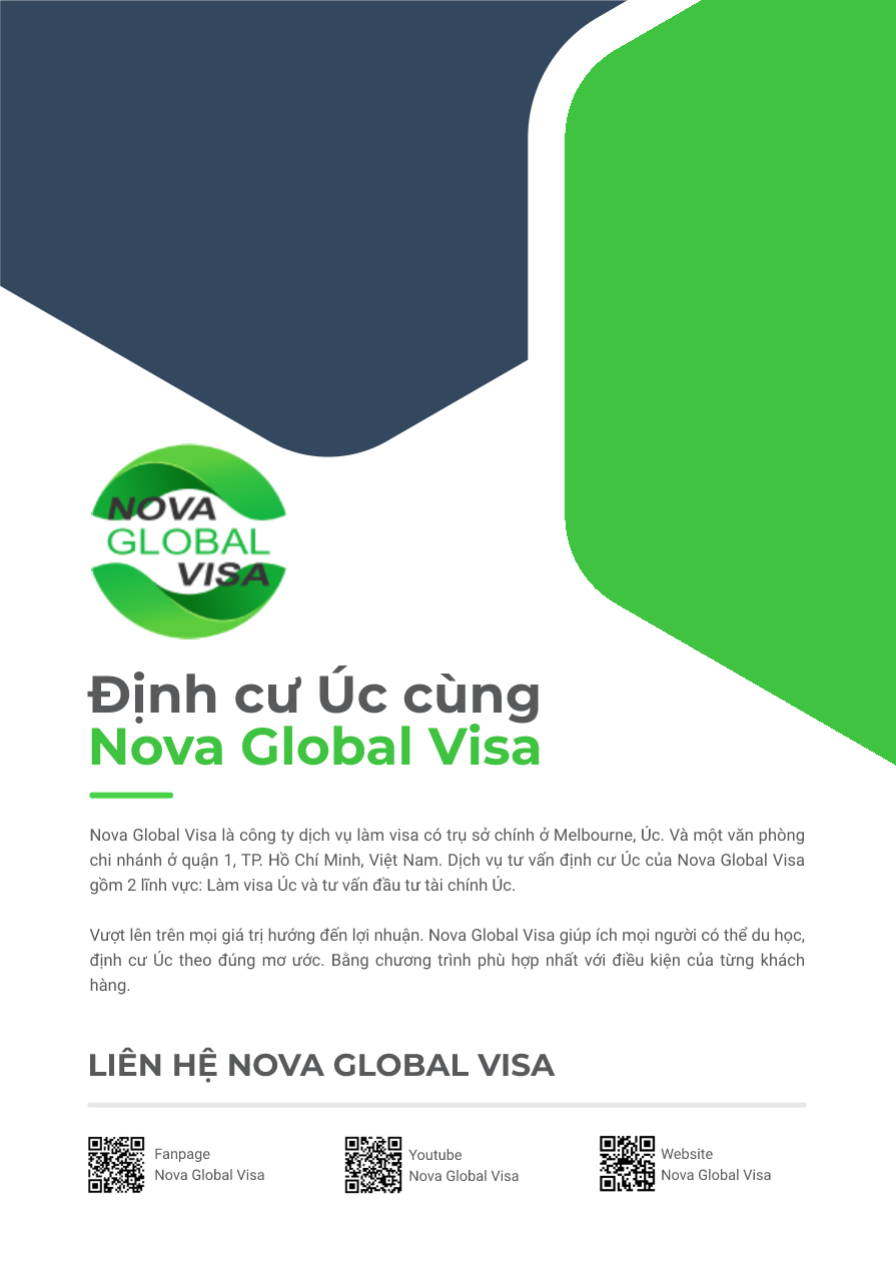 NOVA
GLOBAL
VISA
Định cư Úc cùng
Nova Global Visa
Nova Global Visa là công ty dịch vụ làm visa có trụ sở chính ở Melbourne, Úc. Và một văn phòng
chi nhánh ở quận 1, TP. Hồ Chí Minh, Việt Nam. Dịch vụ tư vấn định cư Úc của Nova Global Visa
gồm 2 lĩnh vực: Làm visa Úc và tư vấn đầu tư tài chính Úc.
Vượt lên trên mọi giá trị hướng đến lợi nhuận. Nova Global Visa giúp ích mọi người có thể du học,
định cư Úc theo đúng mơ ước. Bằng chương trình phù hợp nhất với điều kiện của từng khách
hàng.
LIÊN HỆ NOVA GLOBAL VISA
Fanpage
Nova Global Visa
Youtube
Nova Global Visa
Website
Nova Global Visa